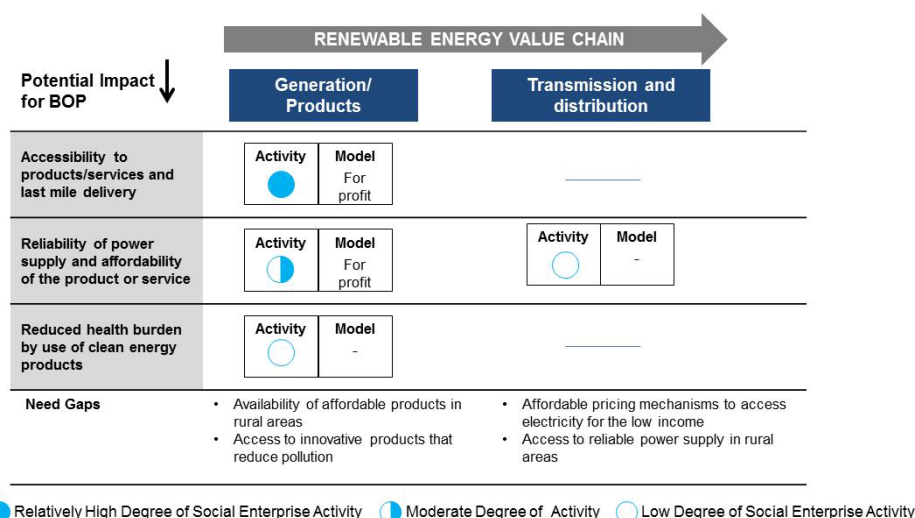 RENEWABLE ENERGY VALUE CHAIN
Potential Impact
for BOP
Generation/
Products
Transmission and
distribution
Accessibility to
products/services and
last mile delivery
Activity
Model
For
profit
Reliability of power
supply and affordability
of the product or service
Activity
Model
For
profit
Activity
Model
-
Reduced health burden
by use of clean energy
products
Activity
Model
-
Need Gaps
• Availability of affordable products in
rural areas
• Access to innovative products that
reduce pollution
• Affordable pricing mechanisms to access
electricity for the low income
• Access to reliable power supply in rural
areas
Relatively High Degree of Social Enterprise Activity
Moderate Degree of Activity
Low Degree of Social Enterprise Activity